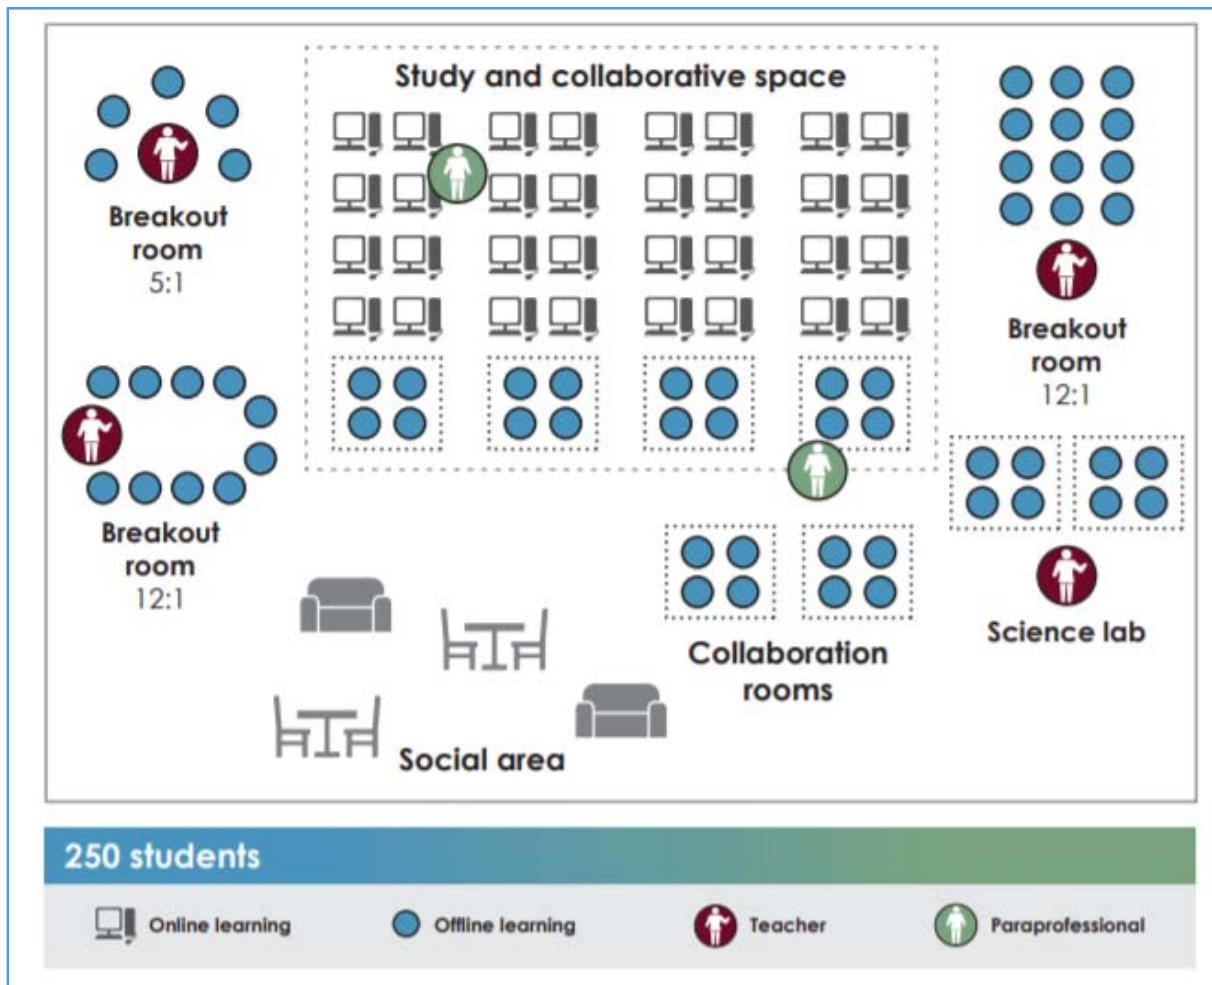 Study and collaborative space
Breakout
room
5:1
Breakout
room
12:1
Breakout
room
12:1
Science lab
Collaboration
rooms
Social area
250 students
Online learning
Offline learning
Teacher
Paraprofessional